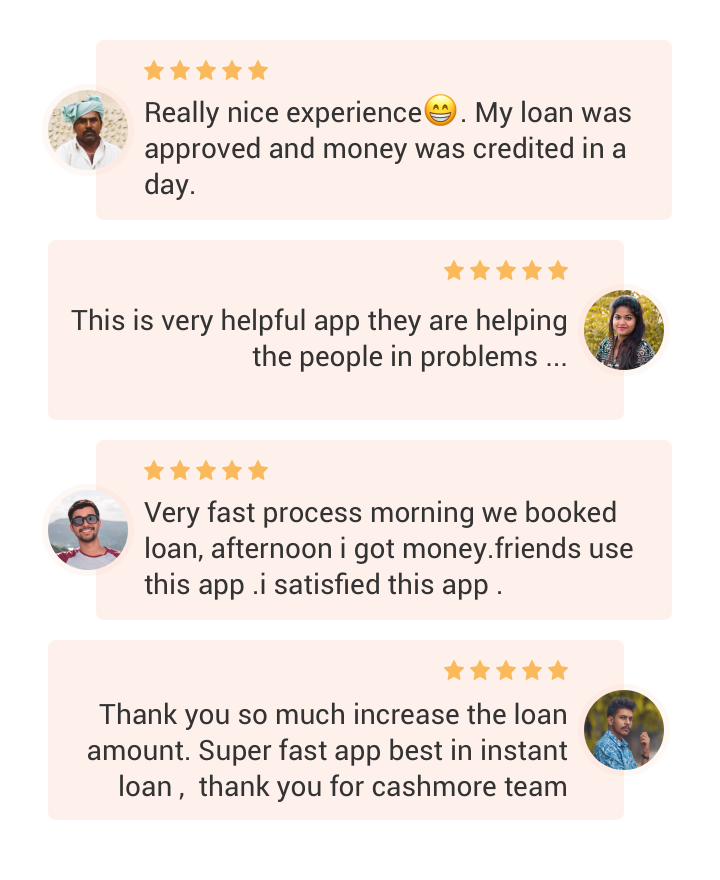 Really nice experience😁. My loan was
approved and money was credited in a
day.
This is very helpful app they are helping
the people in problems ...
Very fast process morning we booked
loan, afternoon i got money.friends use
this app .i satisfied this app .
Thank you so much increase the loan
amount. Super fast app best in instant
loan ,  thank you for cashmore team